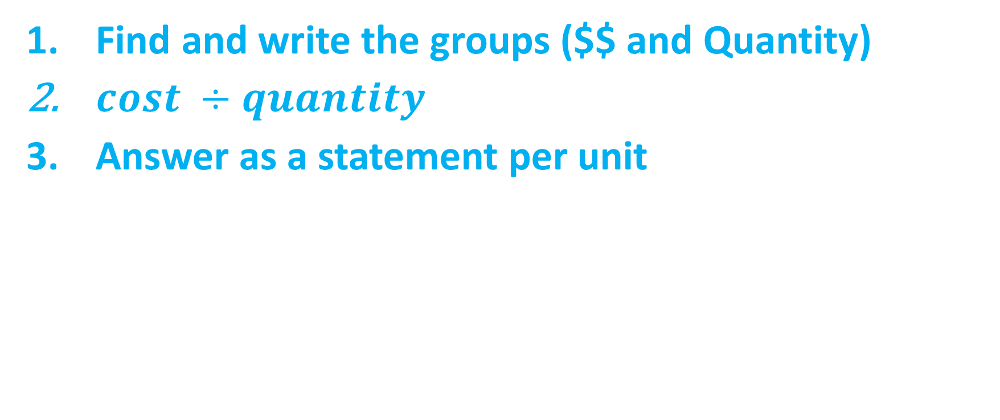 1. Find and write the groups ($$ and Quantity)
2. cost ÷ quantity
3. Answer as a statement per unit